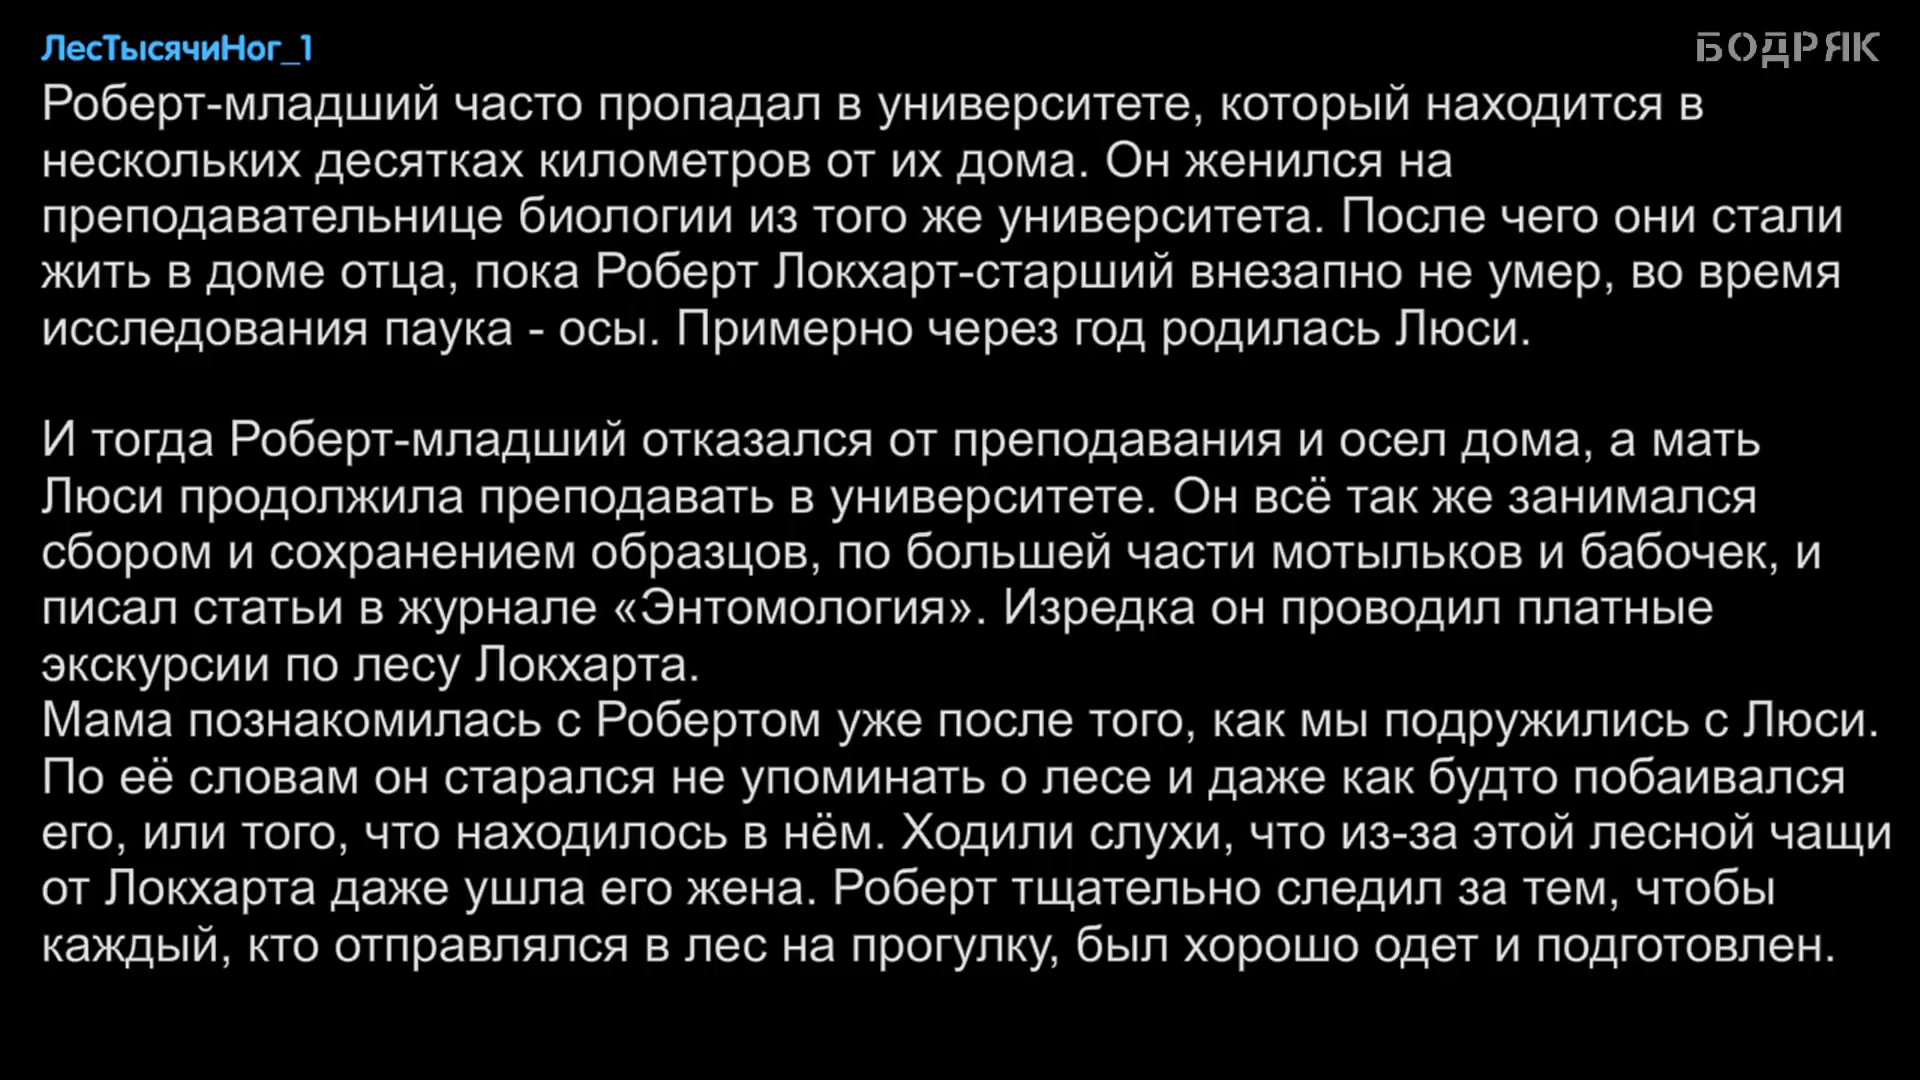 ЛесТысячиНог_1
БОДРЯК
Роберт-младший часто пропадал в университете, который находится в
нескольких десятках километров от их дома. Он женился на
преподавательнице биологии из того же университета. После чего они стали
жить в доме отца, пока Роберт Локхарт-старший внезапно не умер, во время
исследования паука - осы. Примерно через год родилась Люси.
И тогда Роберт-младший отказался от преподавания и осел дома, а мать
Люси продолжила преподавать в университете. Он всё так же занимался
сбором и сохранением образцов, по большей части мотыльков и бабочек, и
писал статьи в журнале «Энтомология». Изредка он проводил платные
экскурсии по лесу Локхарта.
Мама познакомилась с Робертом уже после того, как мы подружились с Люси.
По её словам он старался не упоминать о лесе и даже как будто побаивался
его, или того, что находилось в нём. Ходили слухи, что из-за этой лесной чащи
от Локхарта даже ушла его жена. Роберт тщательно следил за тем, чтобы
каждый, кто отправлялся в лес на прогулку, был хорошо одет и подготовлен.